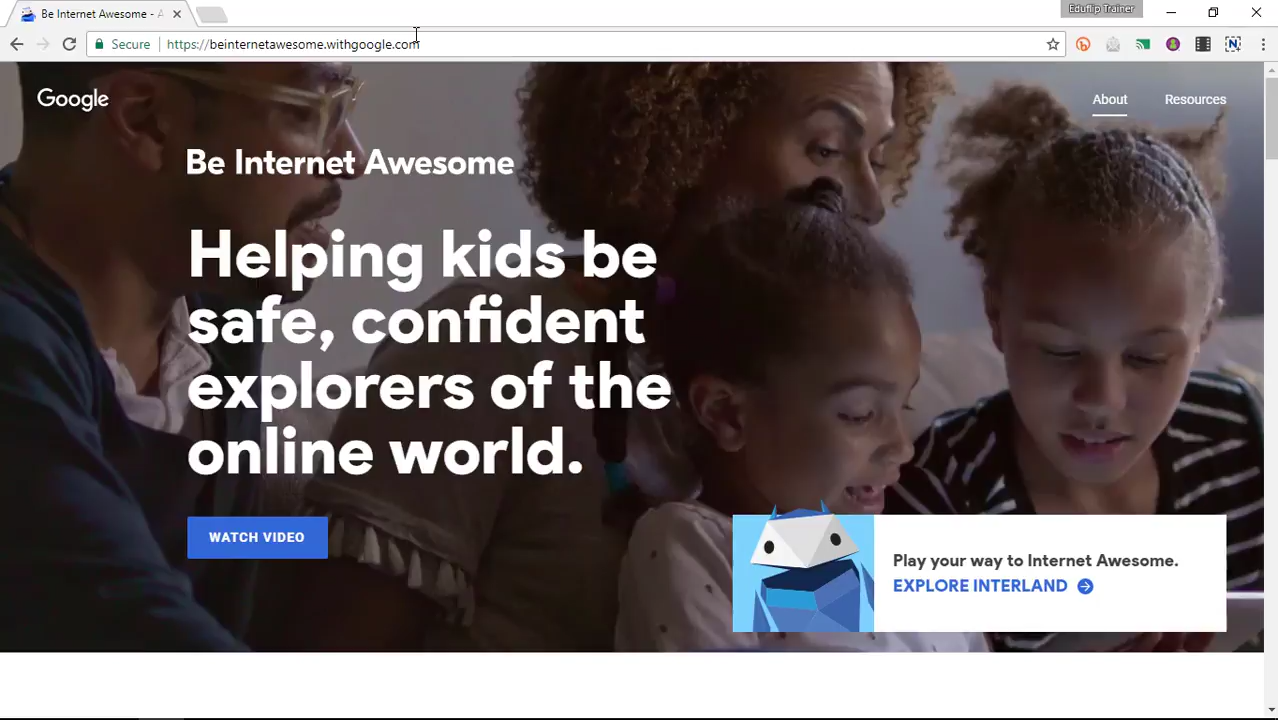 Be Internet Awesome - A
Eduflip Trainer
Secure
https://beinternetawesome.withgoogle.com
Google
About
Resources
Be Internet Awesome
Helping kids be
safe, confident
explorers of the
online world.
WATCH VIDEO
Play your way to Internet Awesome.
EXPLORE INTERLAND